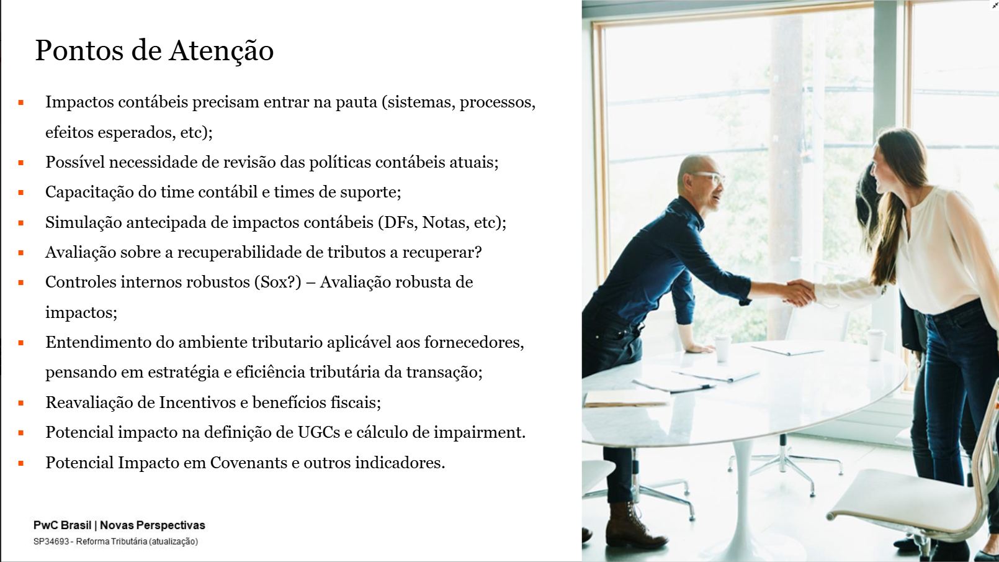 Pontos de Atenção
▪ Impactos contábeis precisam entrar na pauta (sistemas, processos,
efeitos esperados, etc);
▪ Possível necessidade de revisão das políticas contábeis atuais;
▪ Capacitação do time contábil e times de suporte;
▪ Simulação antecipada de impactos contábeis (DFs, Notas, etc);
▪ Avaliação sobre a recuperabilidade de tributos a recuperar?
▪ Controles internos robustos (Sox?) – Avaliação robusta de
impactos;
▪ Entendimento do ambiente tributario aplicável aos fornecedores,
pensando em estratégia e eficiência tributária da transação;
▪ Reavaliação de Incentivos e benefícios fiscais;
▪ Potencial impacto na definição de UGCs e cálculo de impairment.
▪ Potencial Impacto em Covenants e outros indicadores.
PwC Brasil | Novas Perspectivas
SP34693 - Reforma Tributária (atualização)